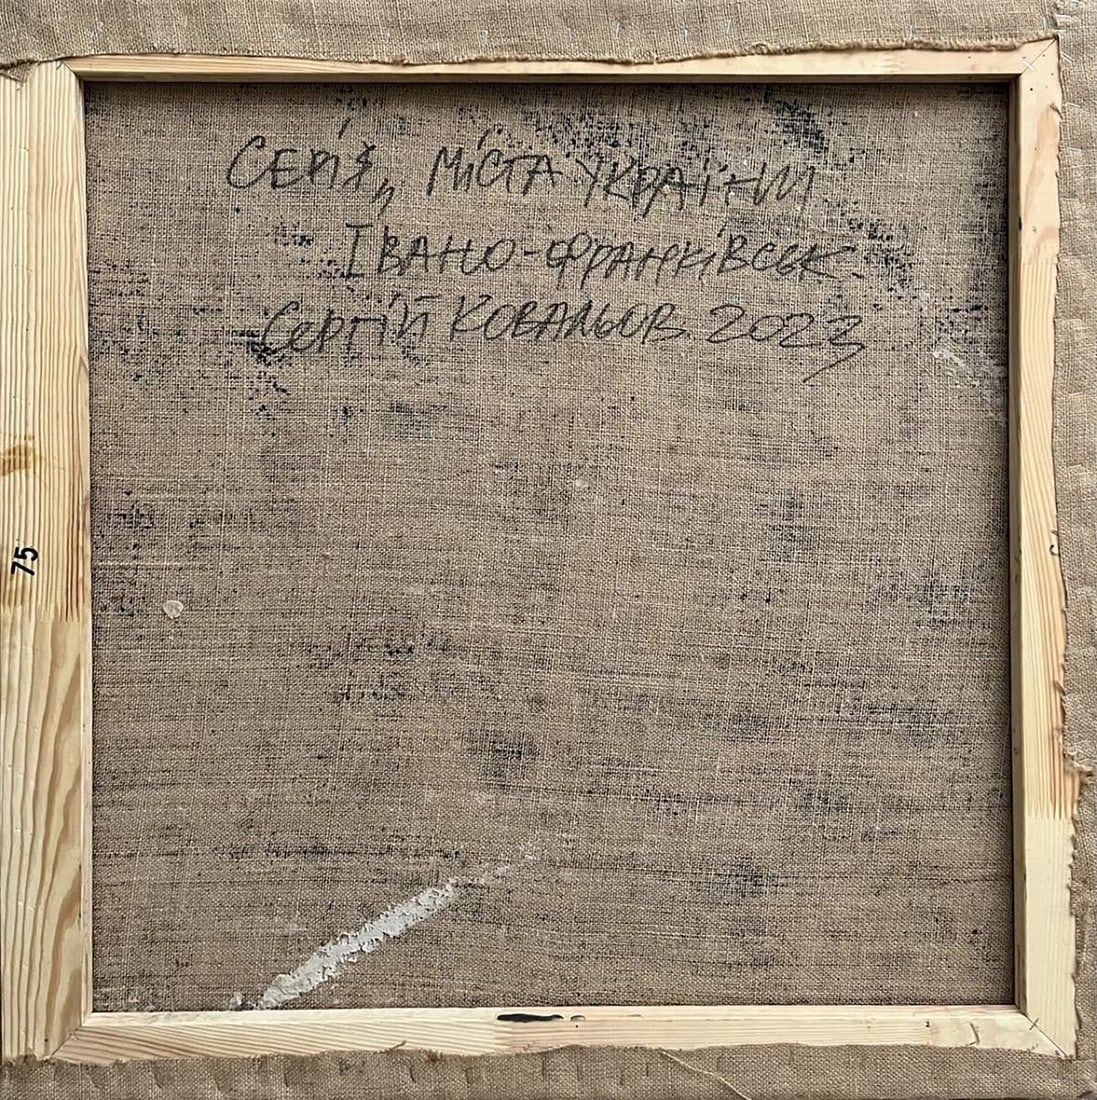 Серія „ Міста України
Івано-Франківськ.
Сергій Ковальов. 2023
75